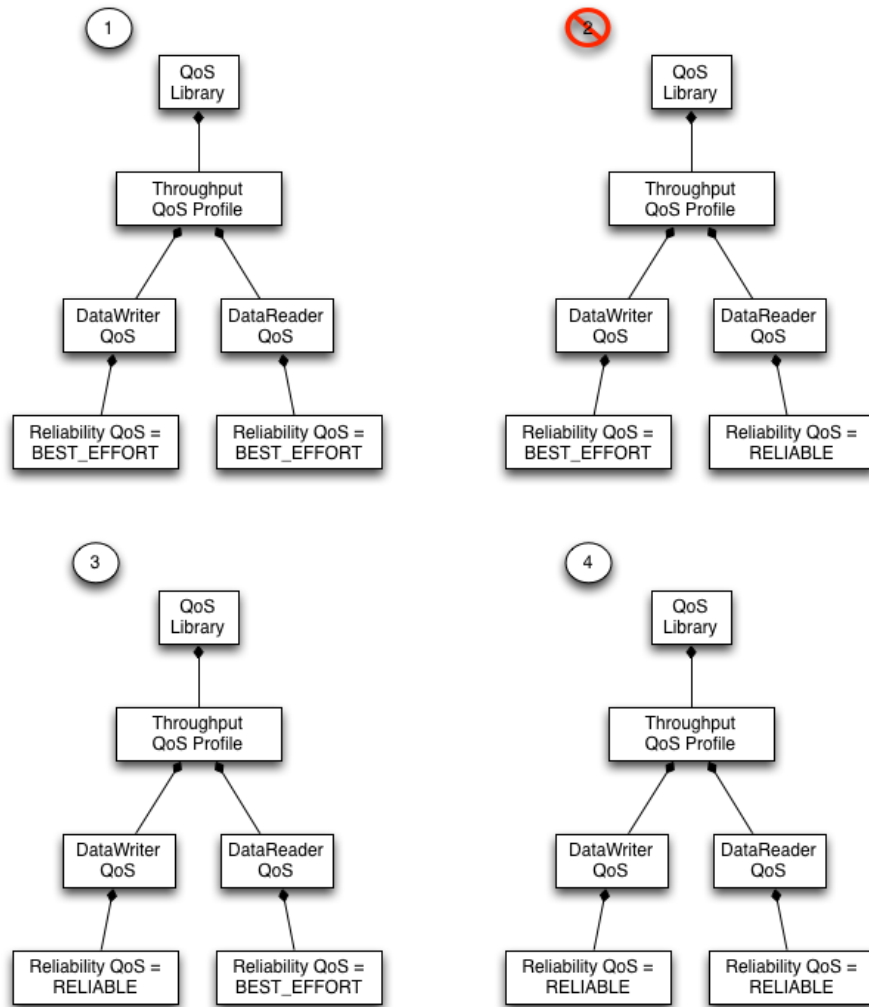 1
QoS
Library
Throughput
QoS Profile
DataWriter
QoS
DataReader
QoS
Reliability QoS =
BEST_EFFORT
Reliability QoS =
BEST_EFFORT
2
QoS
Library
Throughput
QoS Profile
DataWriter
QoS
DataReader
QoS
Reliability QoS =
BEST_EFFORT
Reliability QoS =
RELIABLE
3
QoS
Library
Throughput
QoS Profile
DataWriter
QoS
DataReader
QoS
Reliability QoS =
RELIABLE
Reliability QoS =
BEST_EFFORT
4
QoS
Library
Throughput
QoS Profile
DataWriter
QoS
DataReader
QoS
Reliability QoS =
RELIABLE
Reliability QoS =
RELIABLE